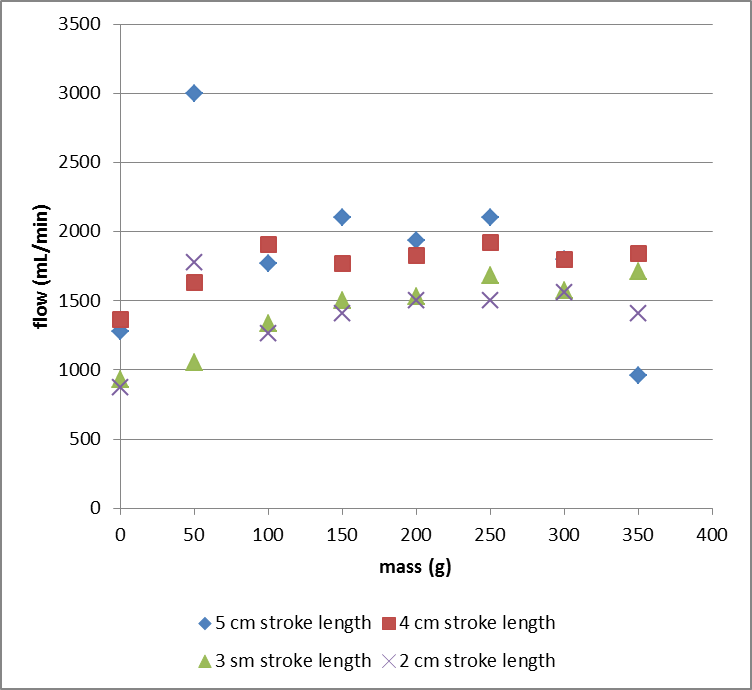 3500
3000
2500
2000
1500
1000
500
0
flow (mL/min)
0 50 100 150 200 250 300 350 400
mass (g)
5 cm stroke length 4 cm stroke length
3 sm stroke length 2 cm stroke length